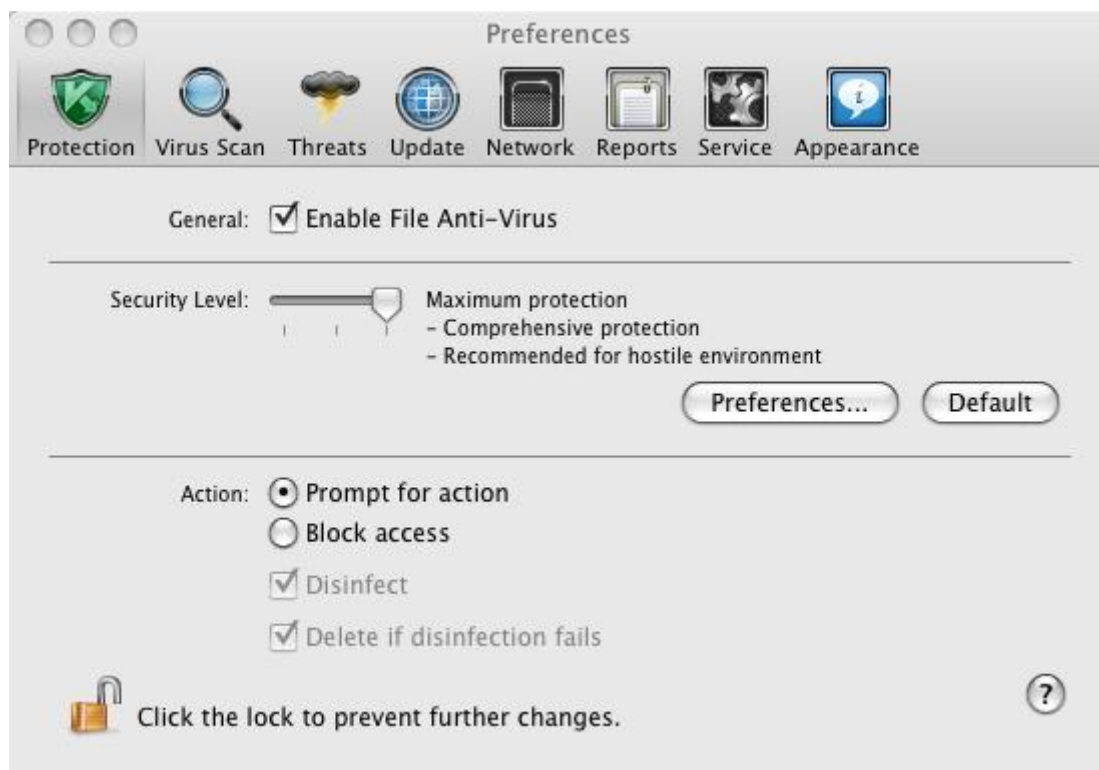 Preferences
Protection Virus Scan Threats Update Network Reports Service Appearance
General: Enable File Anti-Virus
Security Level: Maximum protection
- Comprehensive protection
- Recommended for hostile environment
Preferences... Default
Action: Prompt for action
Block access
Disinfect
Delete if disinfection fails
Click the lock to prevent further changes. ?